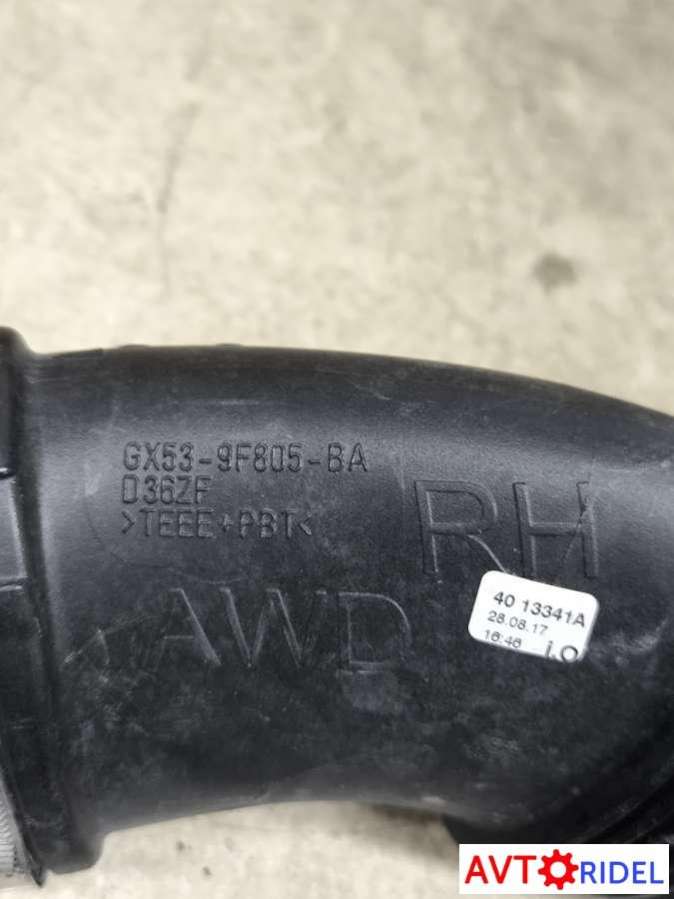 GX53-9F805-BA
D36ZF
>TEEE+PBT<
RH
AWD
40 13341A
28.08.17
16:46 i.O
AVTORIDEL